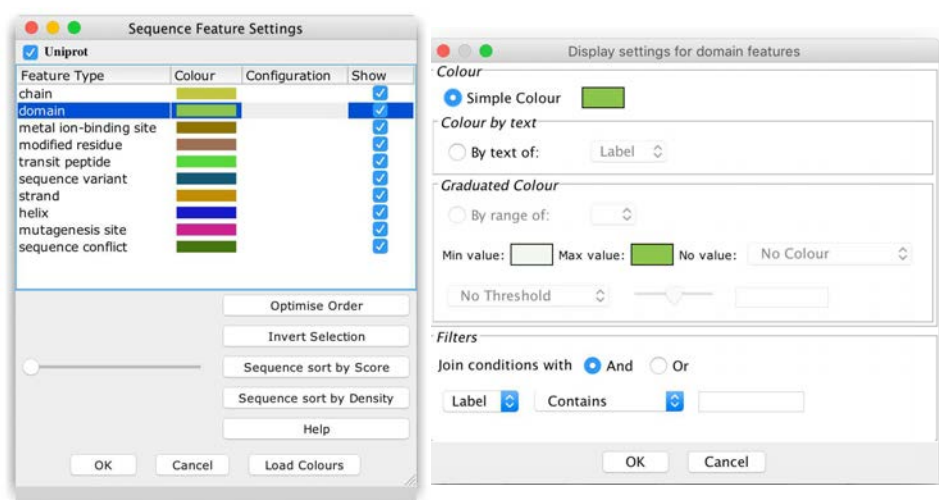 Sequence Feature Settings
Uniprot
Feature Type Colour Configuration Show
chain
domain
metal ion-binding site
modified residue
transit peptide
sequence variant
strand
helix
mutagenesis site
sequence conflict
Optimise Order
Invert Selection
Sequence sort by Score
Sequence sort by Density
Help
OK Cancel Load Colours
Display settings for domain features
Colour
Simple Colour
Colour by text
By text of: Label
Graduated Colour
By range of:
Min value: Max value: No value: No Colour
No Threshold
Filters
Join conditions with And Or
Label Contains
OK Cancel